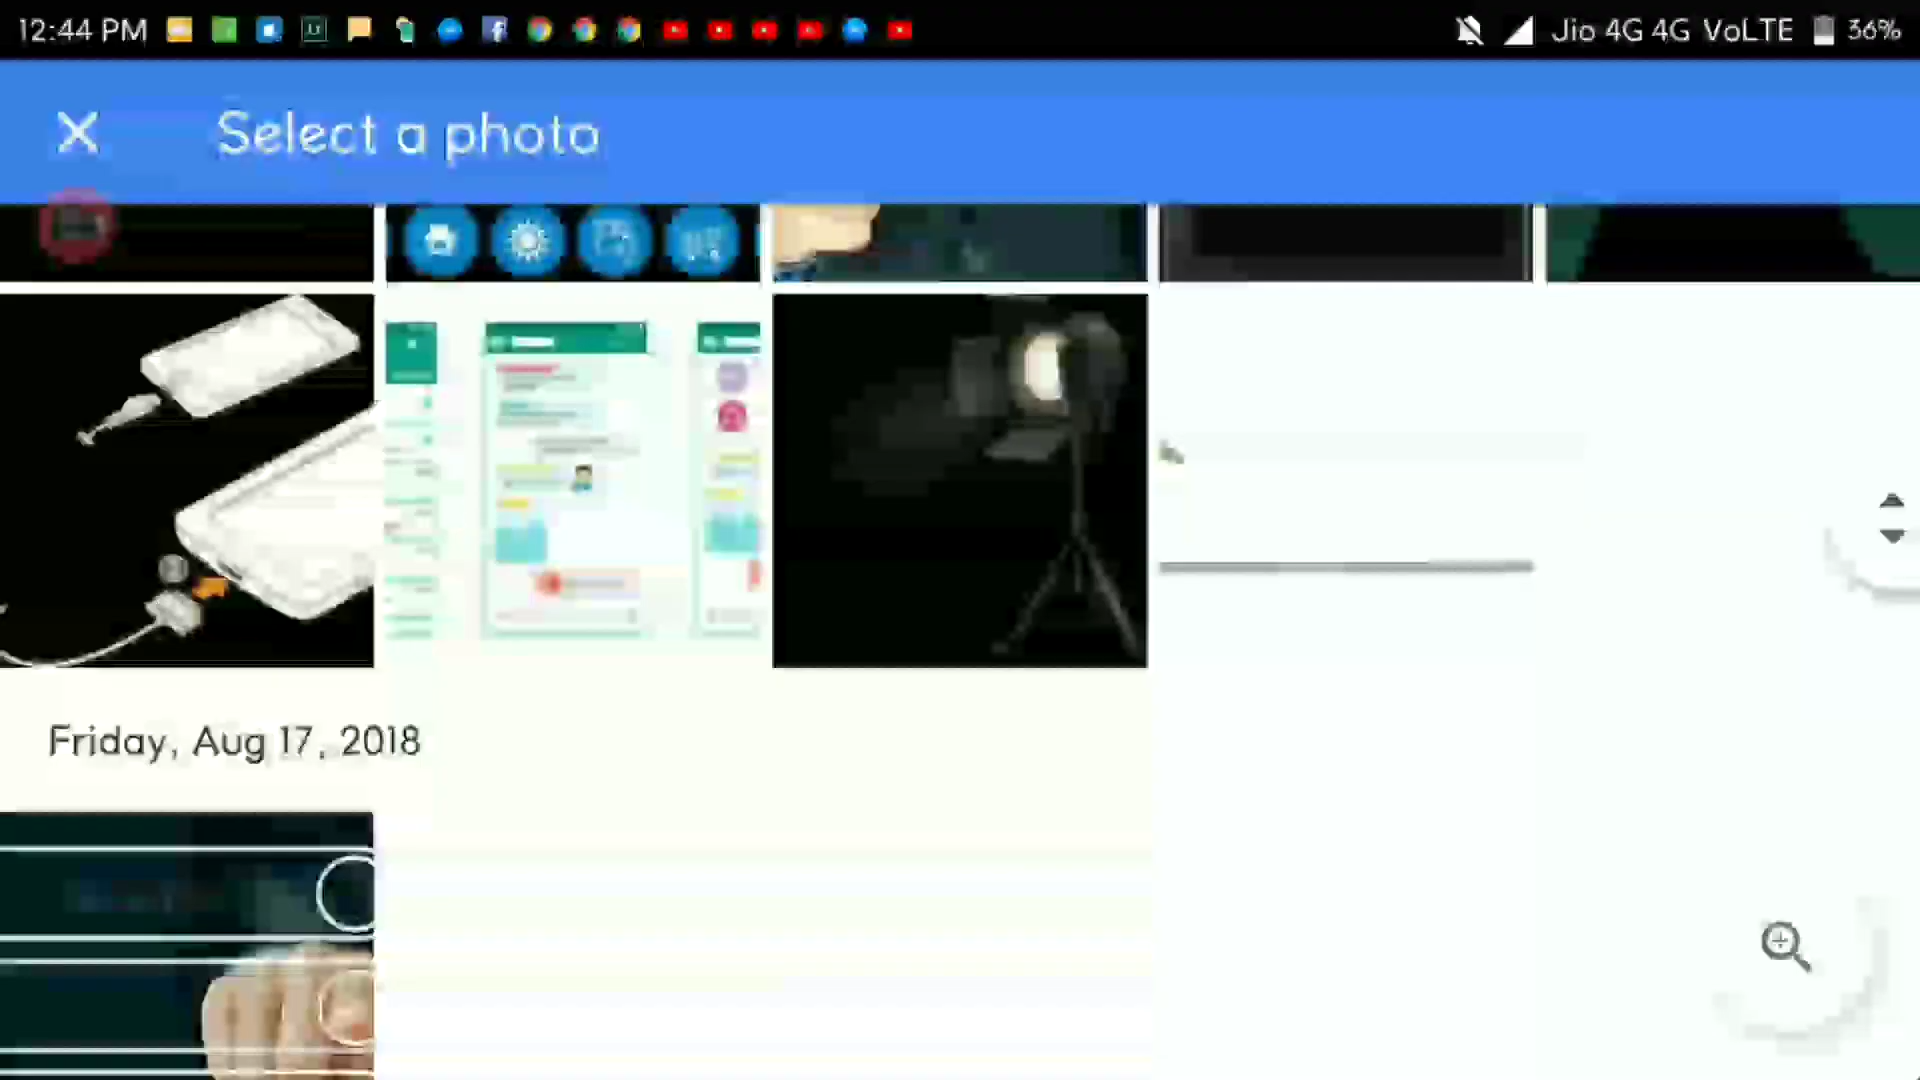 12:44 PM
Jio 4G 4G VoLTE
36%
Select a photo
Friday, Aug 17, 2018